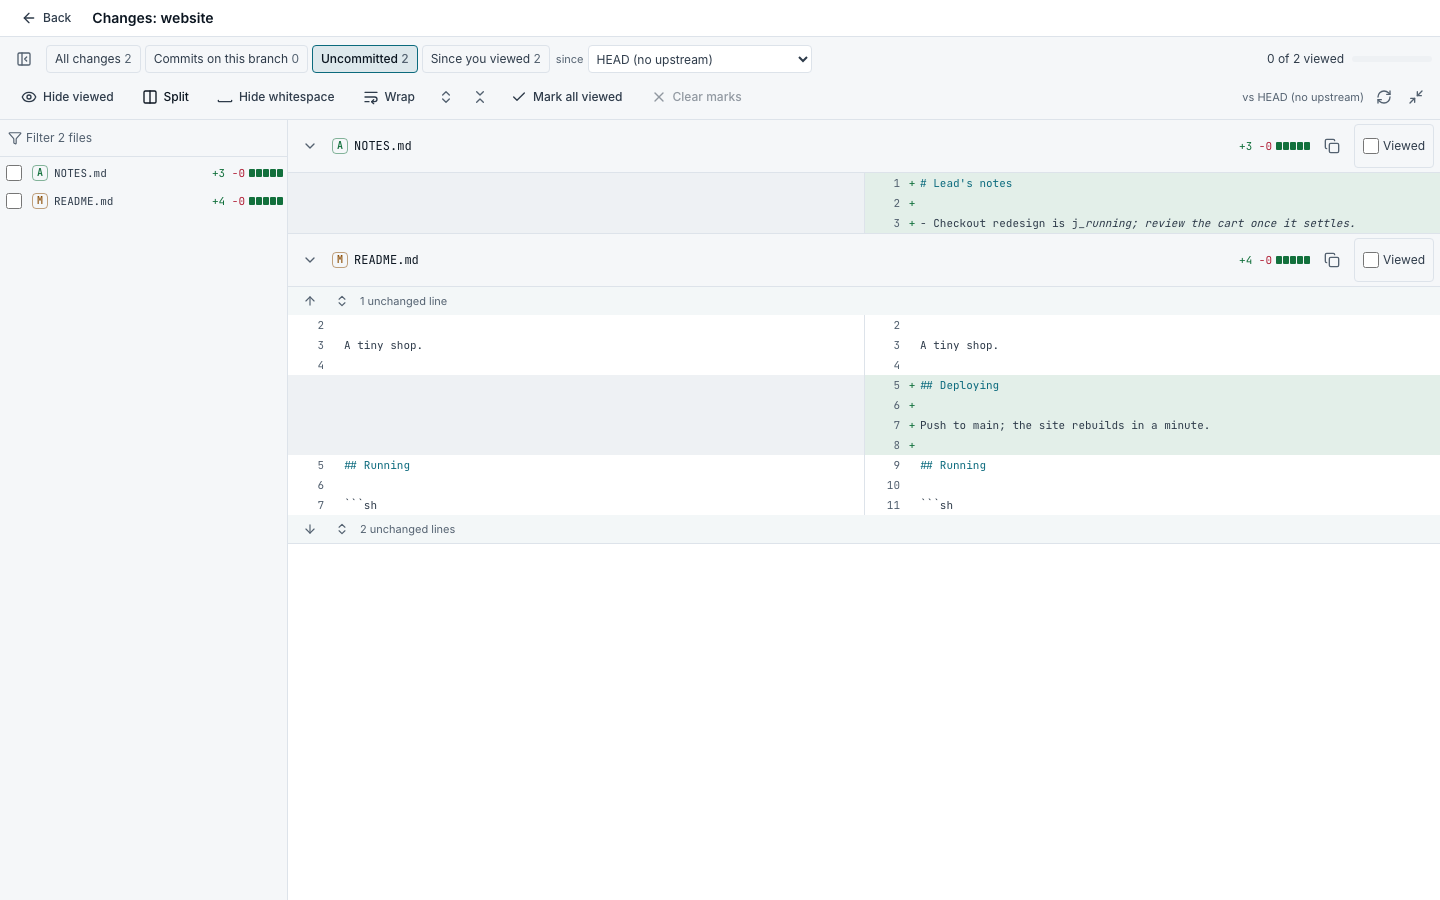 Back Changes: website
All changes 2 Commits on this branch 0 Uncommitted 2 Since you viewed 2 since HEAD (no upstream) 0 of 2 viewed
Hide viewed Split Hide whitespace Wrap Mark all viewed Clear marks vs HEAD (no upstream)
Filter 2 files
A NOTES.md +3 -0
M README.md +4 -0
A NOTES.md +3 -0 Viewed
1 + # Lead's notes
2 +
3 + - Checkout redesign is j_running; review the cart once it settles.
M README.md +4 -0 Viewed
1 unchanged line
2 2
3 A tiny shop. 3 A tiny shop.
4 4
5 + ## Deploying
6 +
7 + Push to main; the site rebuilds in a minute.
8 +
5 ## Running 9 ## Running
6 10
7 ```sh 11 ```sh
2 unchanged lines